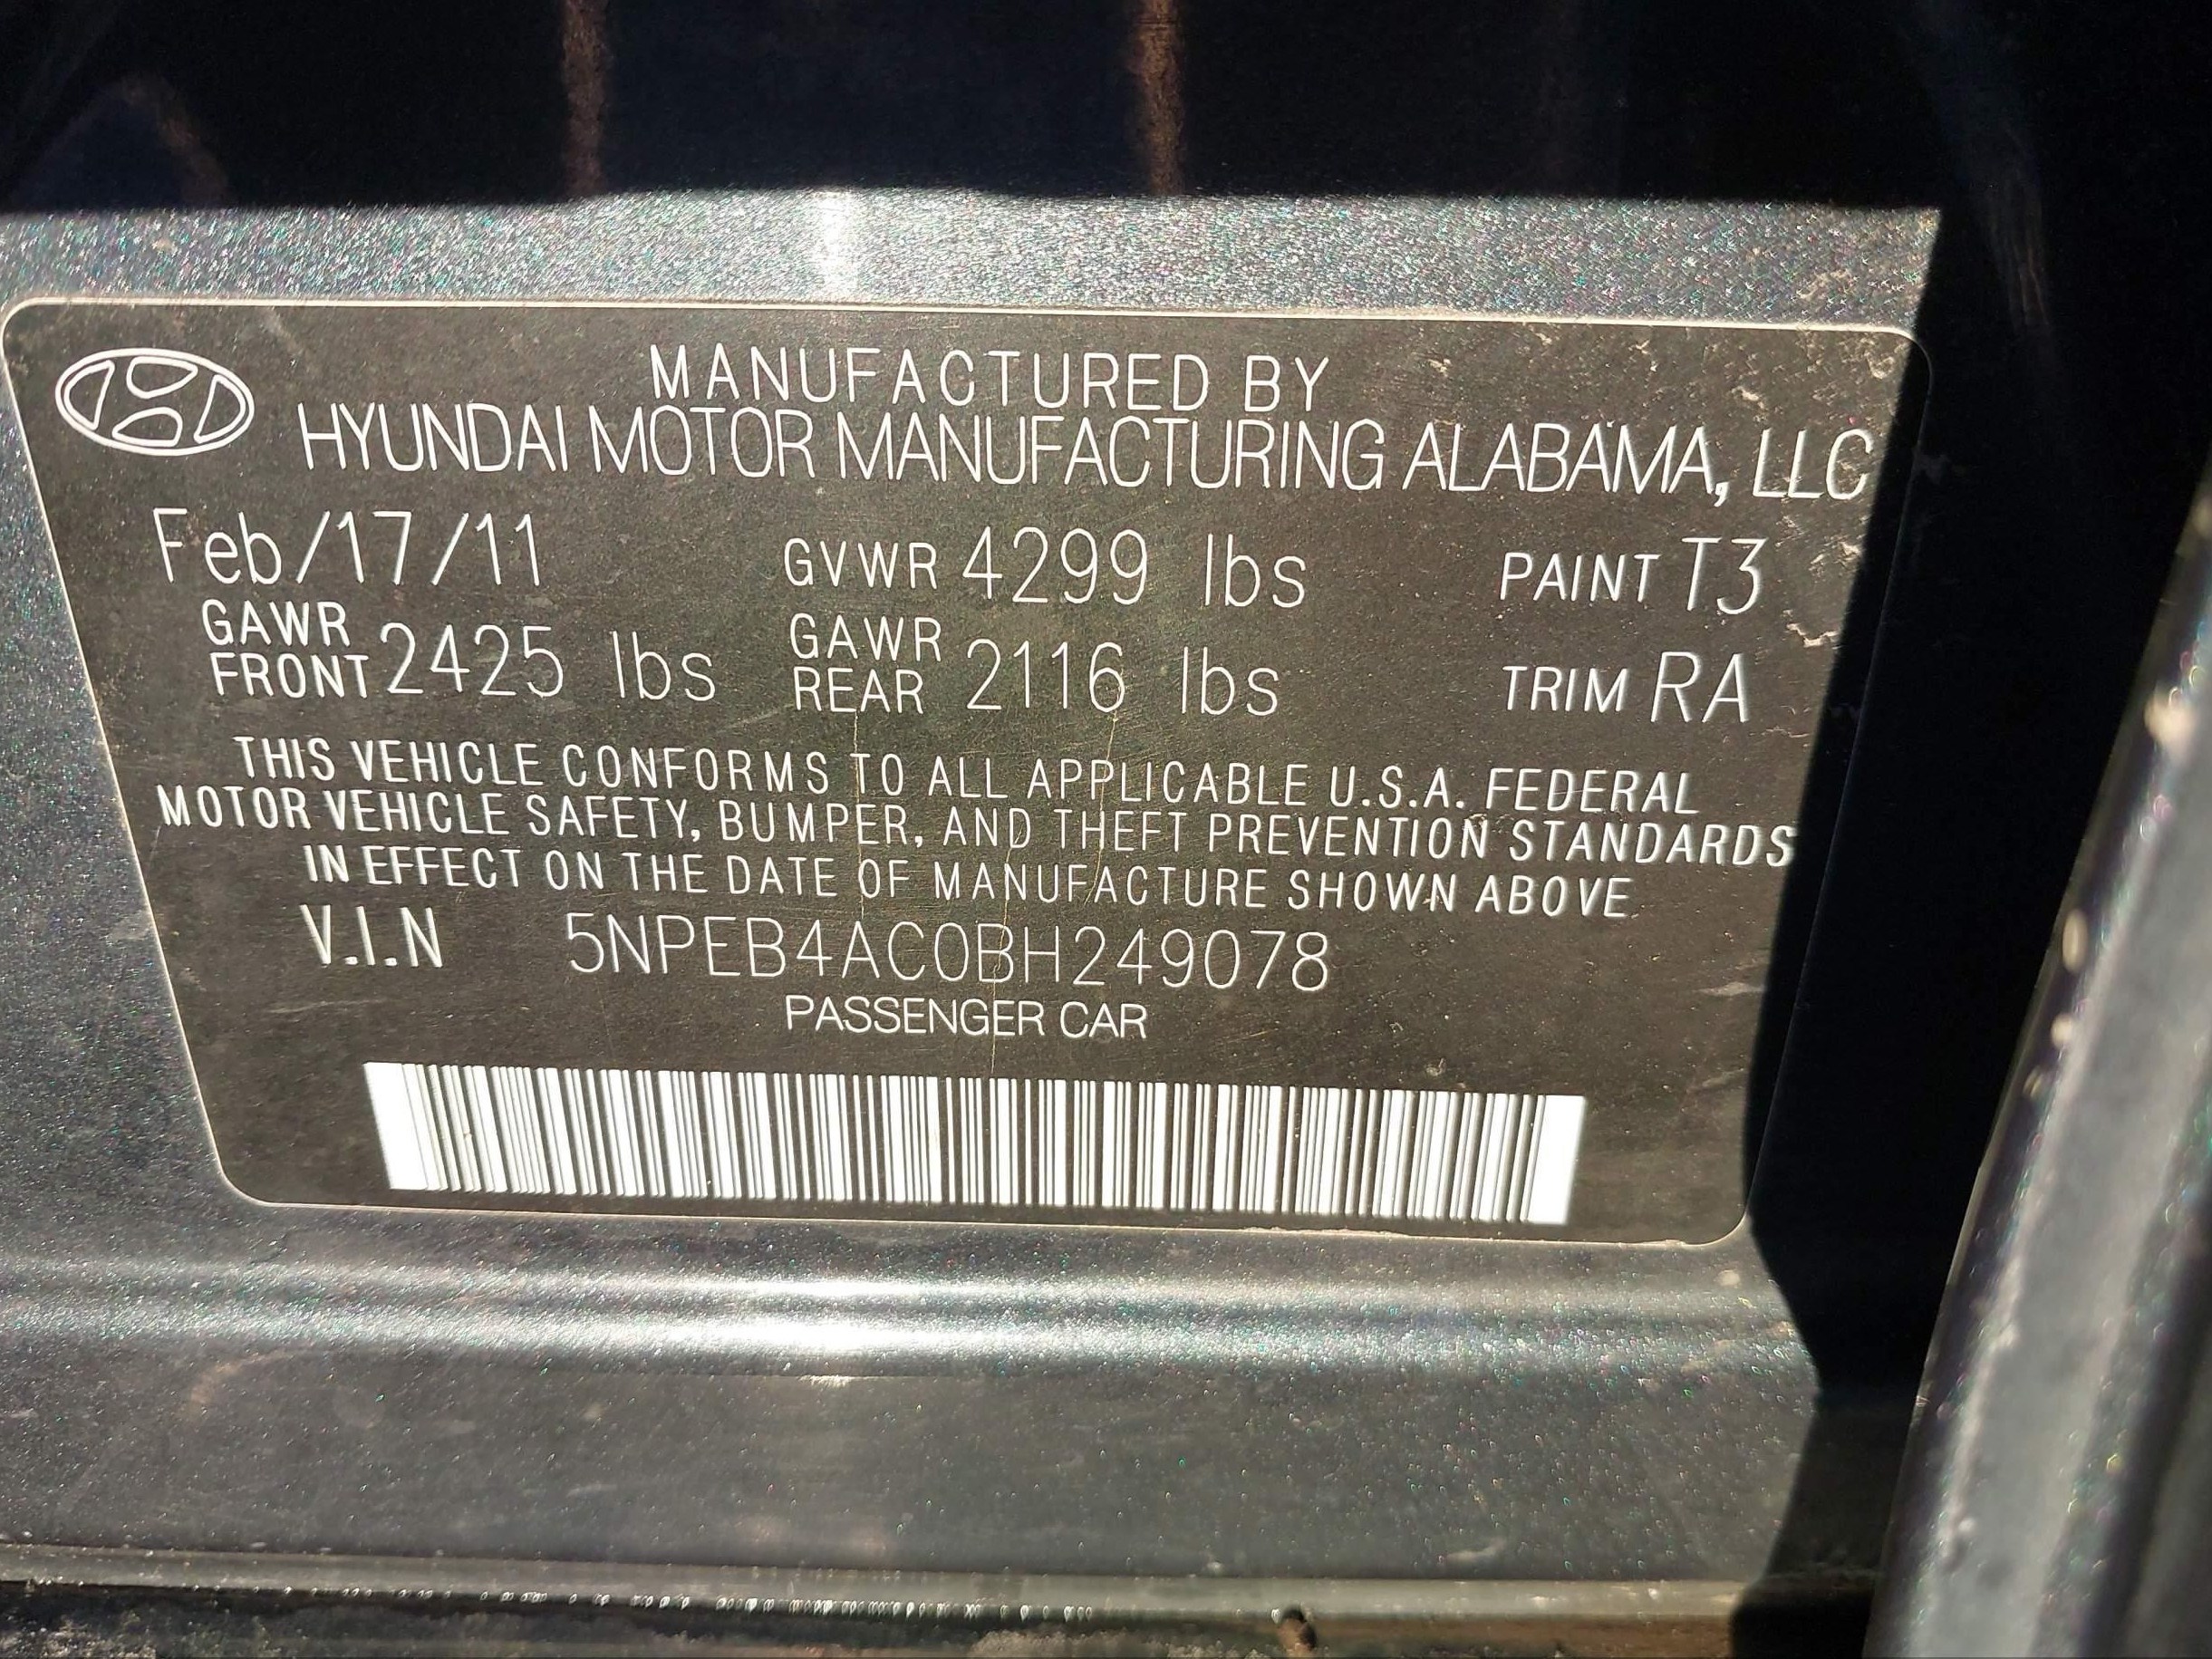 MANUFACTURED BY
HYUNDAI MOTOR MANUFACTURING ALABAMA, LLC
Feb/17/11 GVWR 4299 lbs PAINT T3
GAWR FRONT 2425 lbs GAWR REAR 2116 lbs TRIM RA
THIS VEHICLE CONFORMS TO ALL APPLICABLE U.S.A. FEDERAL
MOTOR VEHICLE SAFETY, BUMPER, AND THEFT PREVENTION STANDARDS
IN EFFECT ON THE DATE OF MANUFACTURE SHOWN ABOVE
V.I.N 5NPEB4AC0BH249078
PASSENGER CAR